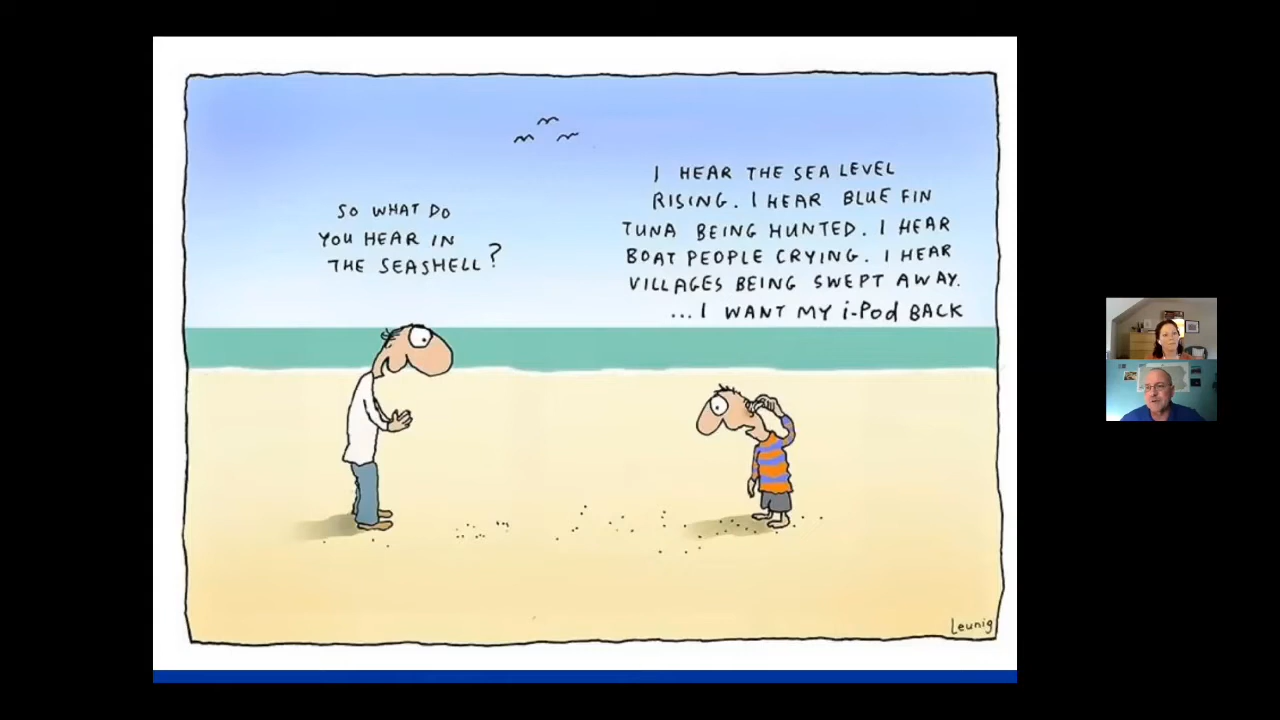 SO WHAT DO
YOU HEAR IN
THE SEASHELL?
I HEAR THE SEA LEVEL
RISING. I HEAR BLUE FIN
TUNA BEING HUNTED. I HEAR
BOAT PEOPLE CRYING. I HEAR
VILLAGES BEING SWEPT AWAY.
...I WANT MY i-Pod BACK
Leunig